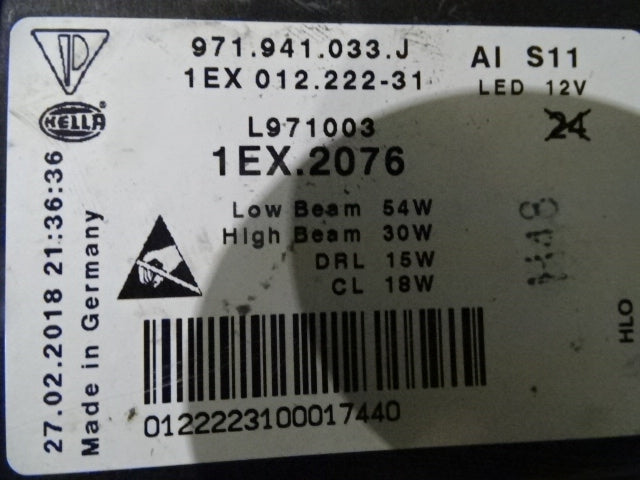 971.941.033.J
AI S11
1EX 012.222-31
LED 12V
HELLA
L971003
24
1EX.2076
Low Beam 54W
High Beam 30W
DRL 15W
CL 18W
HLO
27.02.2018 21:36:36
Made in Germany
0122223100017440